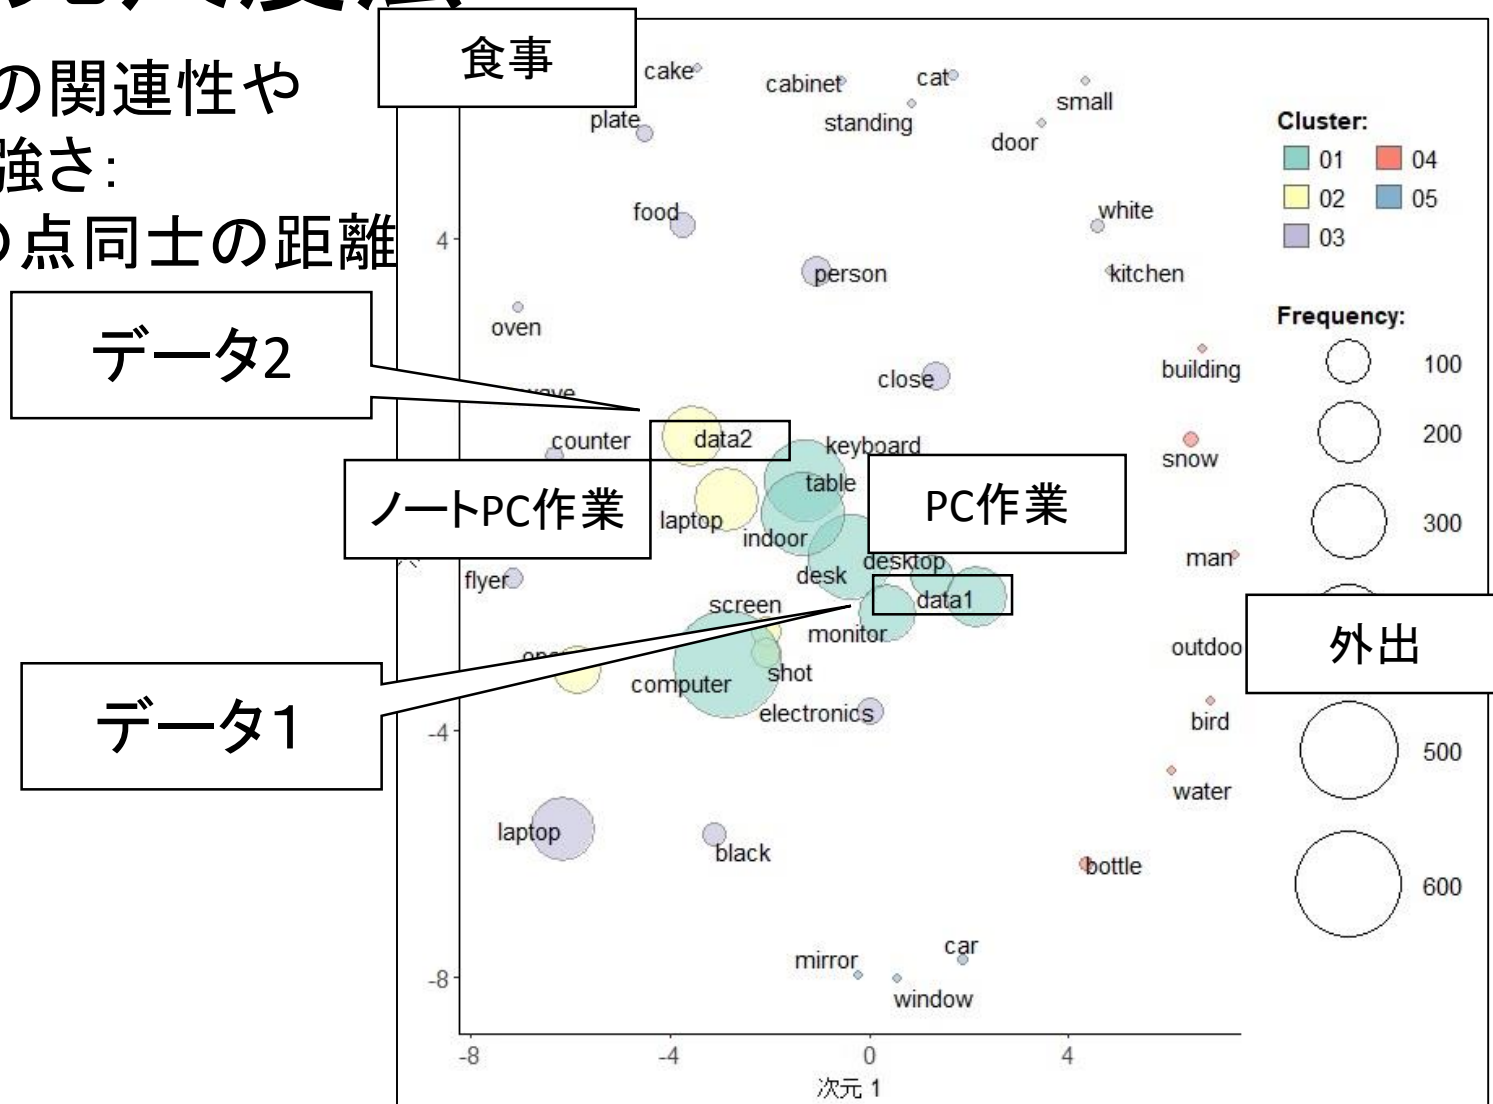 の関連性や
強さ:
の点同士の距離
食事
データ2
ノートPC作業
PC作業
データ1
外出
cake
cabinet
cat
small
standing
plate
door
food
white
person
kitchen
oven
building
close
counter
data2
keyboard
snow
table
laptop
indoor
man
desktop
desk
flyer
data1
screen
monitor
shot
computer
electronics
bird
water
laptop
black
bottle
car
mirror
window
4
-4
-8
-8
-4
0
4
次元 1
Cluster:
01 04
02 05
03
Frequency:
100
200
300
500
600